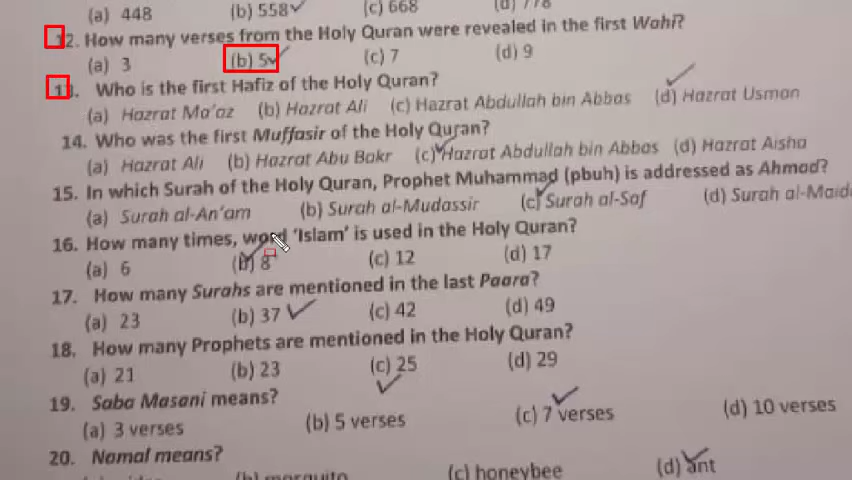 (a) 448 (b) 558 (c) 668 (d) 778
12. How many verses from the Holy Quran were revealed in the first Wahi?
(a) 3 (b) 5 (c) 7 (d) 9
13. Who is the first Hafiz of the Holy Quran?
(a) Hazrat Ma'az (b) Hazrat Ali (c) Hazrat Abdullah bin Abbas (d) Hazrat Usman
14. Who was the first Muffasir of the Holy Quran?
(a) Hazrat Ali (b) Hazrat Abu Bakr (c) Hazrat Abdullah bin Abbas (d) Hazrat Aisha
15. In which Surah of the Holy Quran, Prophet Muhammad (pbuh) is addressed as Ahmad?
(a) Surah al-An'am (b) Surah al-Mudassir (c) Surah al-Saf (d) Surah al-Maid
16. How many times, word 'Islam' is used in the Holy Quran?
(a) 6 (b) 8 (c) 12 (d) 17
17. How many Surahs are mentioned in the last Paara?
(a) 23 (b) 37 (c) 42 (d) 49
18. How many Prophets are mentioned in the Holy Quran?
(a) 21 (b) 23 (c) 25 (d) 29
19. Saba Masani means?
(a) 3 verses (b) 5 verses (c) 7 verses (d) 10 verses
20. Namal means?
(b) mosquito (c) honeybee (d) ant